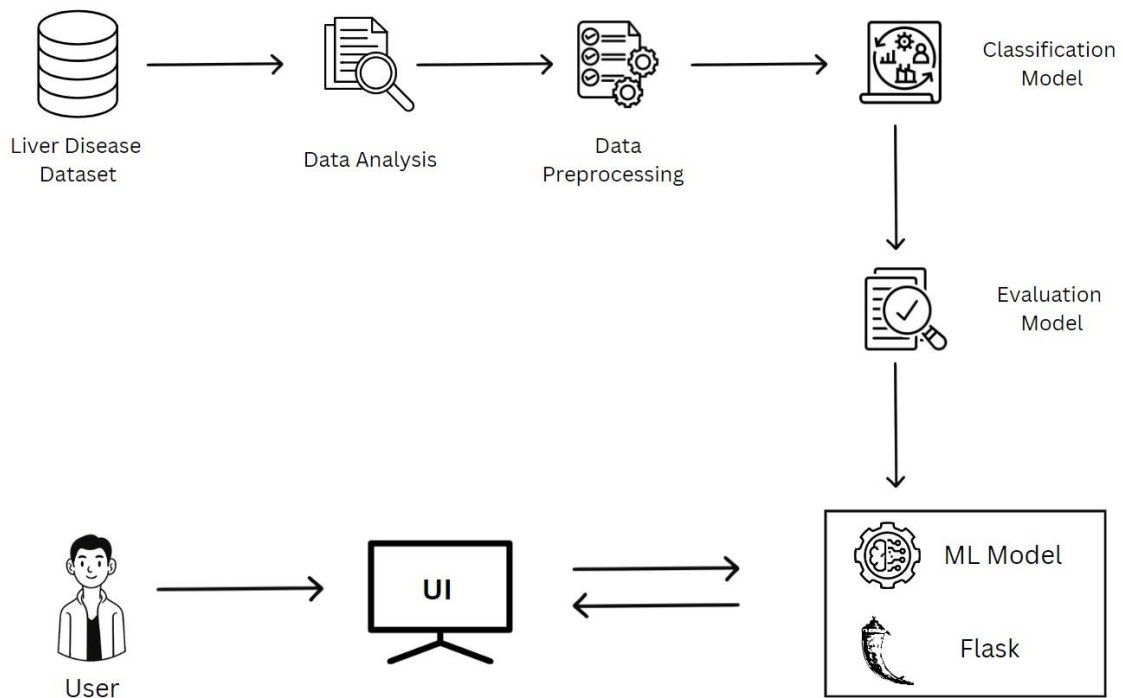 Liver Disease
Dataset
Data Analysis
Data
Preprocessing
Classification
Model
Evaluation
Model
User
UI
ML Model
Flask